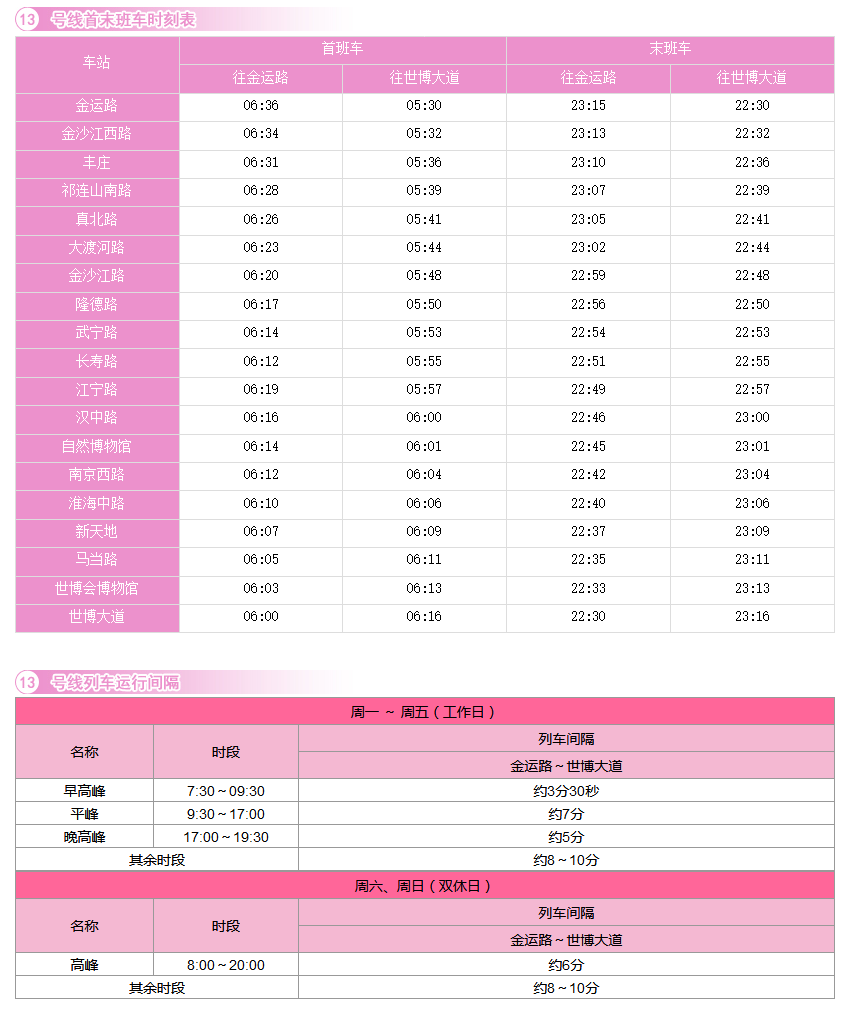 13 号线首末班车时刻表
车站 首班车 末班车
往金运路 往世博大道 往金运路 往世博大道
金运路 06:36 05:30 23:15 22:30
金沙江西路 06:34 05:32 23:13 22:32
丰庄 06:31 05:36 23:10 22:36
祁连山南路 06:28 05:39 23:07 22:39
真北路 06:26 05:41 23:05 22:41
大渡河路 06:23 05:44 23:02 22:44
金沙江路 06:20 05:48 22:59 22:48
隆德路 06:17 05:50 22:56 22:50
武宁路 06:14 05:53 22:54 22:53
长寿路 06:12 05:55 22:51 22:55
江宁路 06:19 05:57 22:49 22:57
汉中路 06:16 06:00 22:46 23:00
自然博物馆 06:14 06:01 22:45 23:01
南京西路 06:12 06:04 22:42 23:04
淮海中路 06:10 06:06 22:40 23:06
新天地 06:07 06:09 22:37 23:09
马当路 06:05 06:11 22:35 23:11
世博会博物馆 06:03 06:13 22:33 23:13
世博大道 06:00 06:16 22:30 23:16
13 号线列车运行间隔
周一 ~ 周五（工作日）
名称 时段 列车间隔
金运路～世博大道
早高峰 7:30～09:30 约3分30秒
平峰 9:30～17:00 约7分
晚高峰 17:00～19:30 约5分
其余时段 约8～10分
周六、周日（双休日）
名称 时段 列车间隔
金运路～世博大道
高峰 8:00～20:00 约6分
其余时段 约8～10分